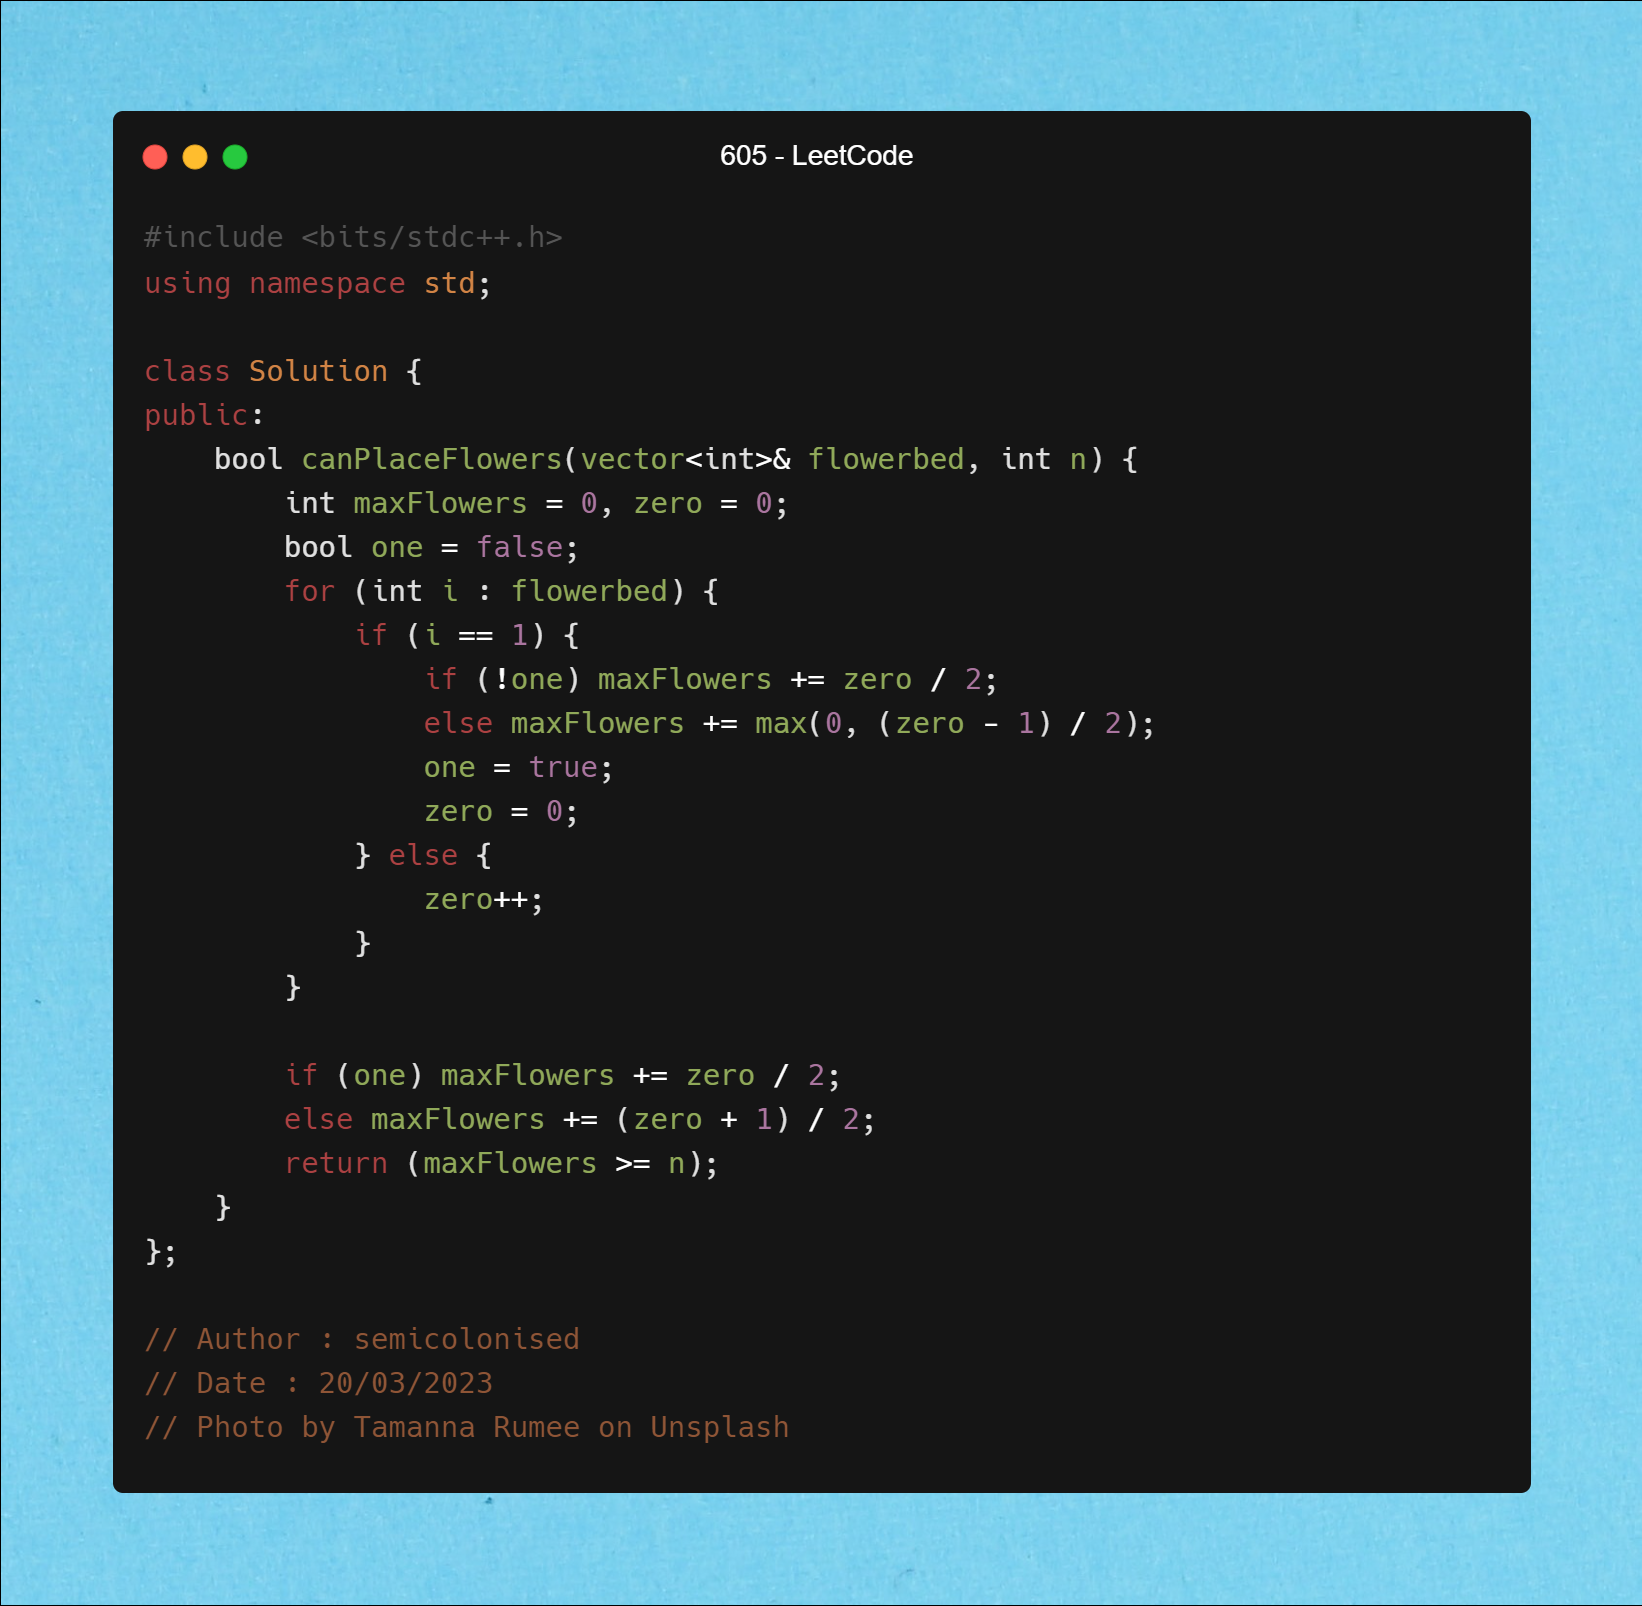 605 - LeetCode
#include <bits/stdc++.h>
using namespace std;

class Solution {
public:
    bool canPlaceFlowers(vector<int>& flowerbed, int n) {
        int maxFlowers = 0, zero = 0;
        bool one = false;
        for (int i : flowerbed) {
            if (i == 1) {
                if (!one) maxFlowers += zero / 2;
                else maxFlowers += max(0, (zero - 1) / 2);
                one = true;
                zero = 0;
            } else {
                zero++;
            }
        }

        if (one) maxFlowers += zero / 2;
        else maxFlowers += (zero + 1) / 2;
        return (maxFlowers >= n);
    }
};

// Author : semicolonised
// Date : 20/03/2023
// Photo by Tamanna Rumee on Unsplash